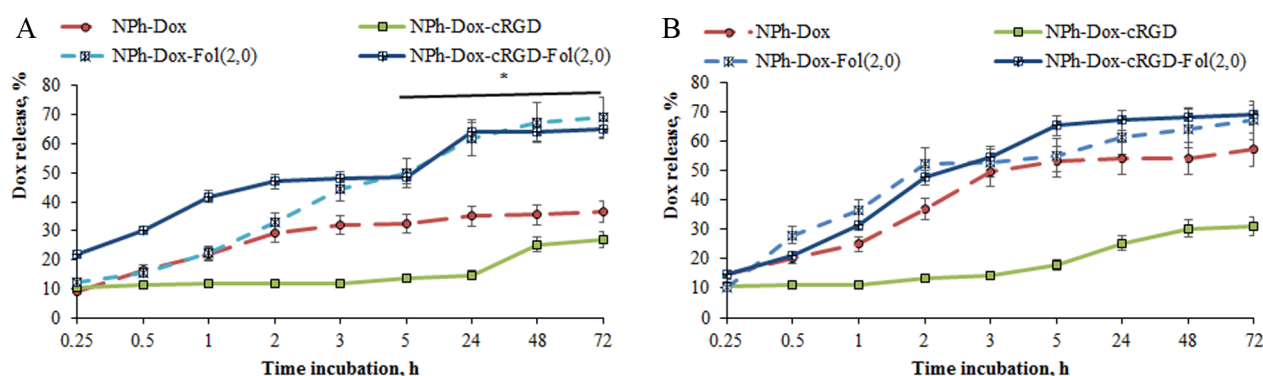 A
NPh-Dox
NPh-Dox-cRGD
NPh-Dox-Fol(2,0)
NPh-Dox-cRGD-Fol(2,0)
*
Dox release, %
80
70
60
50
40
30
20
10
0
0.25 0.5 1 2 3 5 24 48 72
Time incubation, h
B
NPh-Dox
NPh-Dox-cRGD
NPh-Dox-Fol(2,0)
NPh-Dox-cRGD-Fol(2,0)
Dox release, %
80
70
60
50
40
30
20
10
0
0.25 0.5 1 2 3 5 24 48 72
Time incubation, h